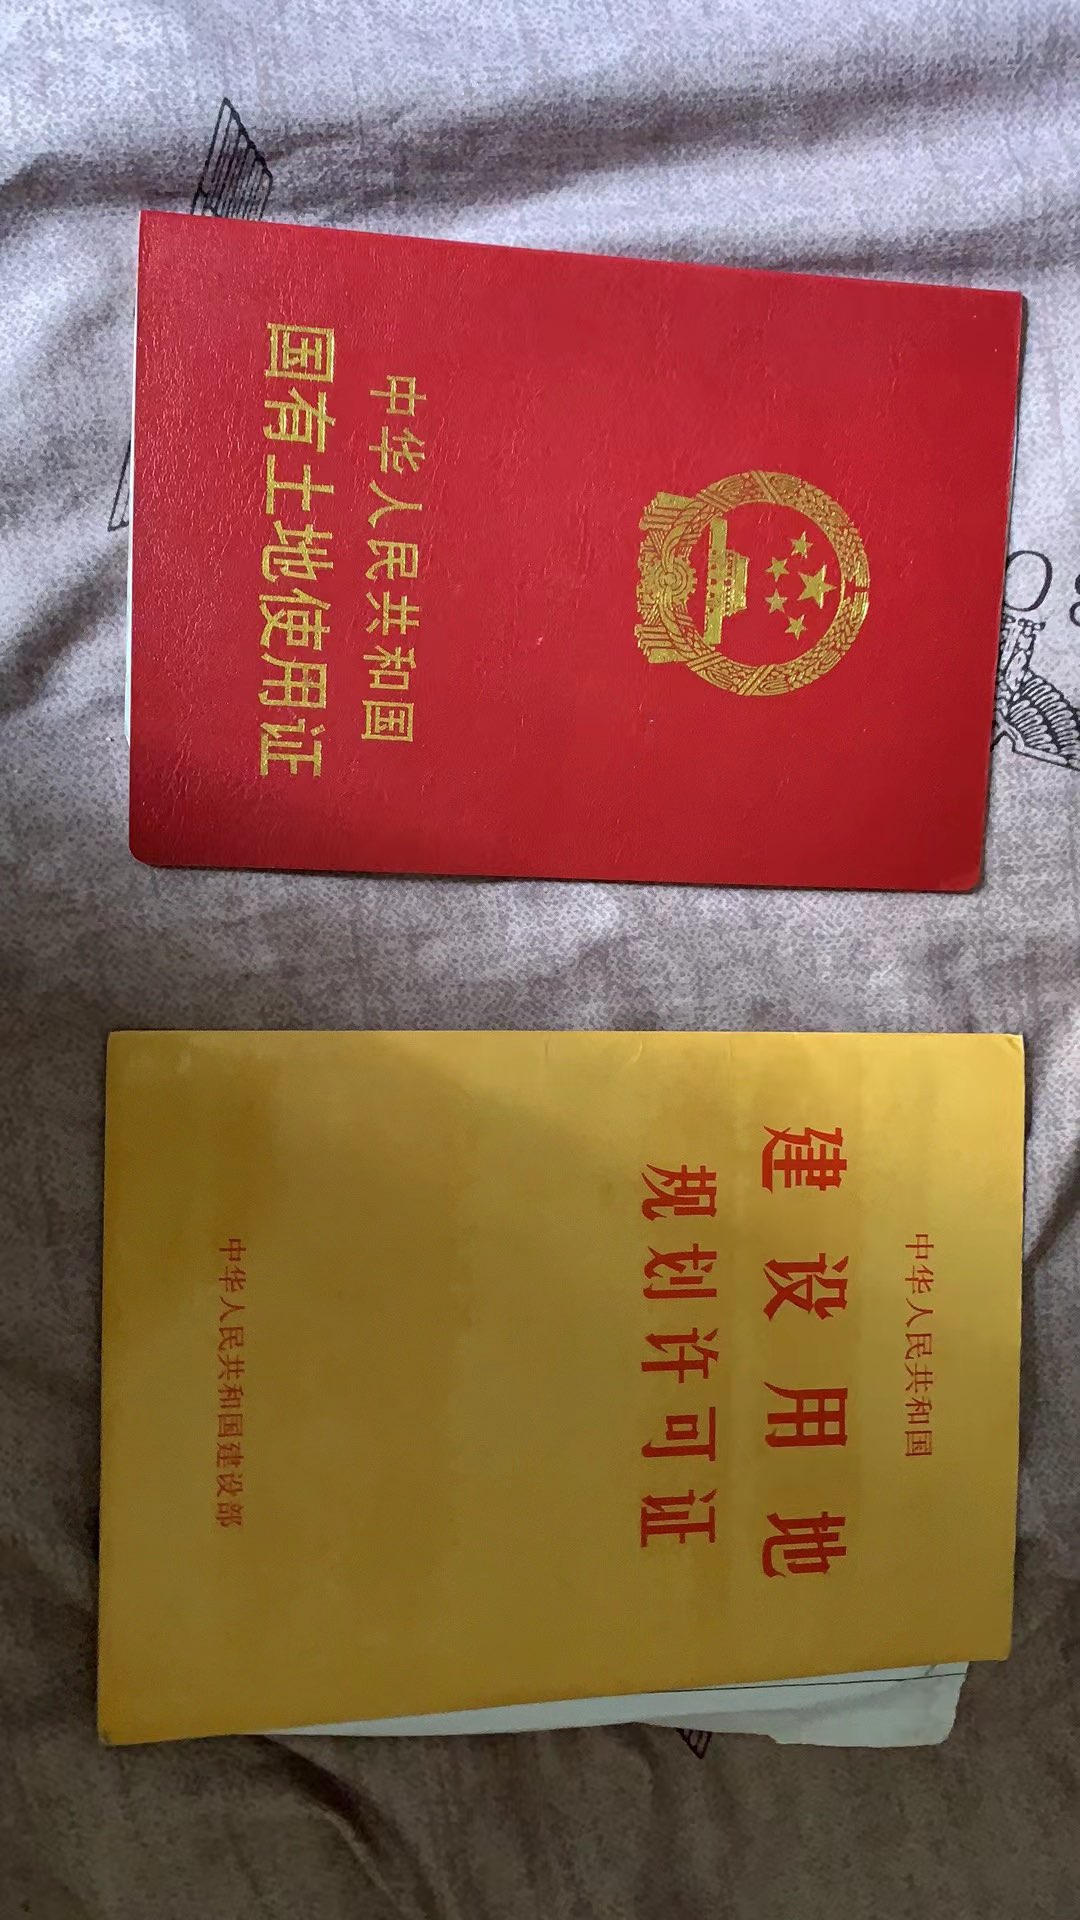 中华人民共和国
国有土地使用证
中华人民共和国
建设用地
规划许可证
中华人民共和国建设部